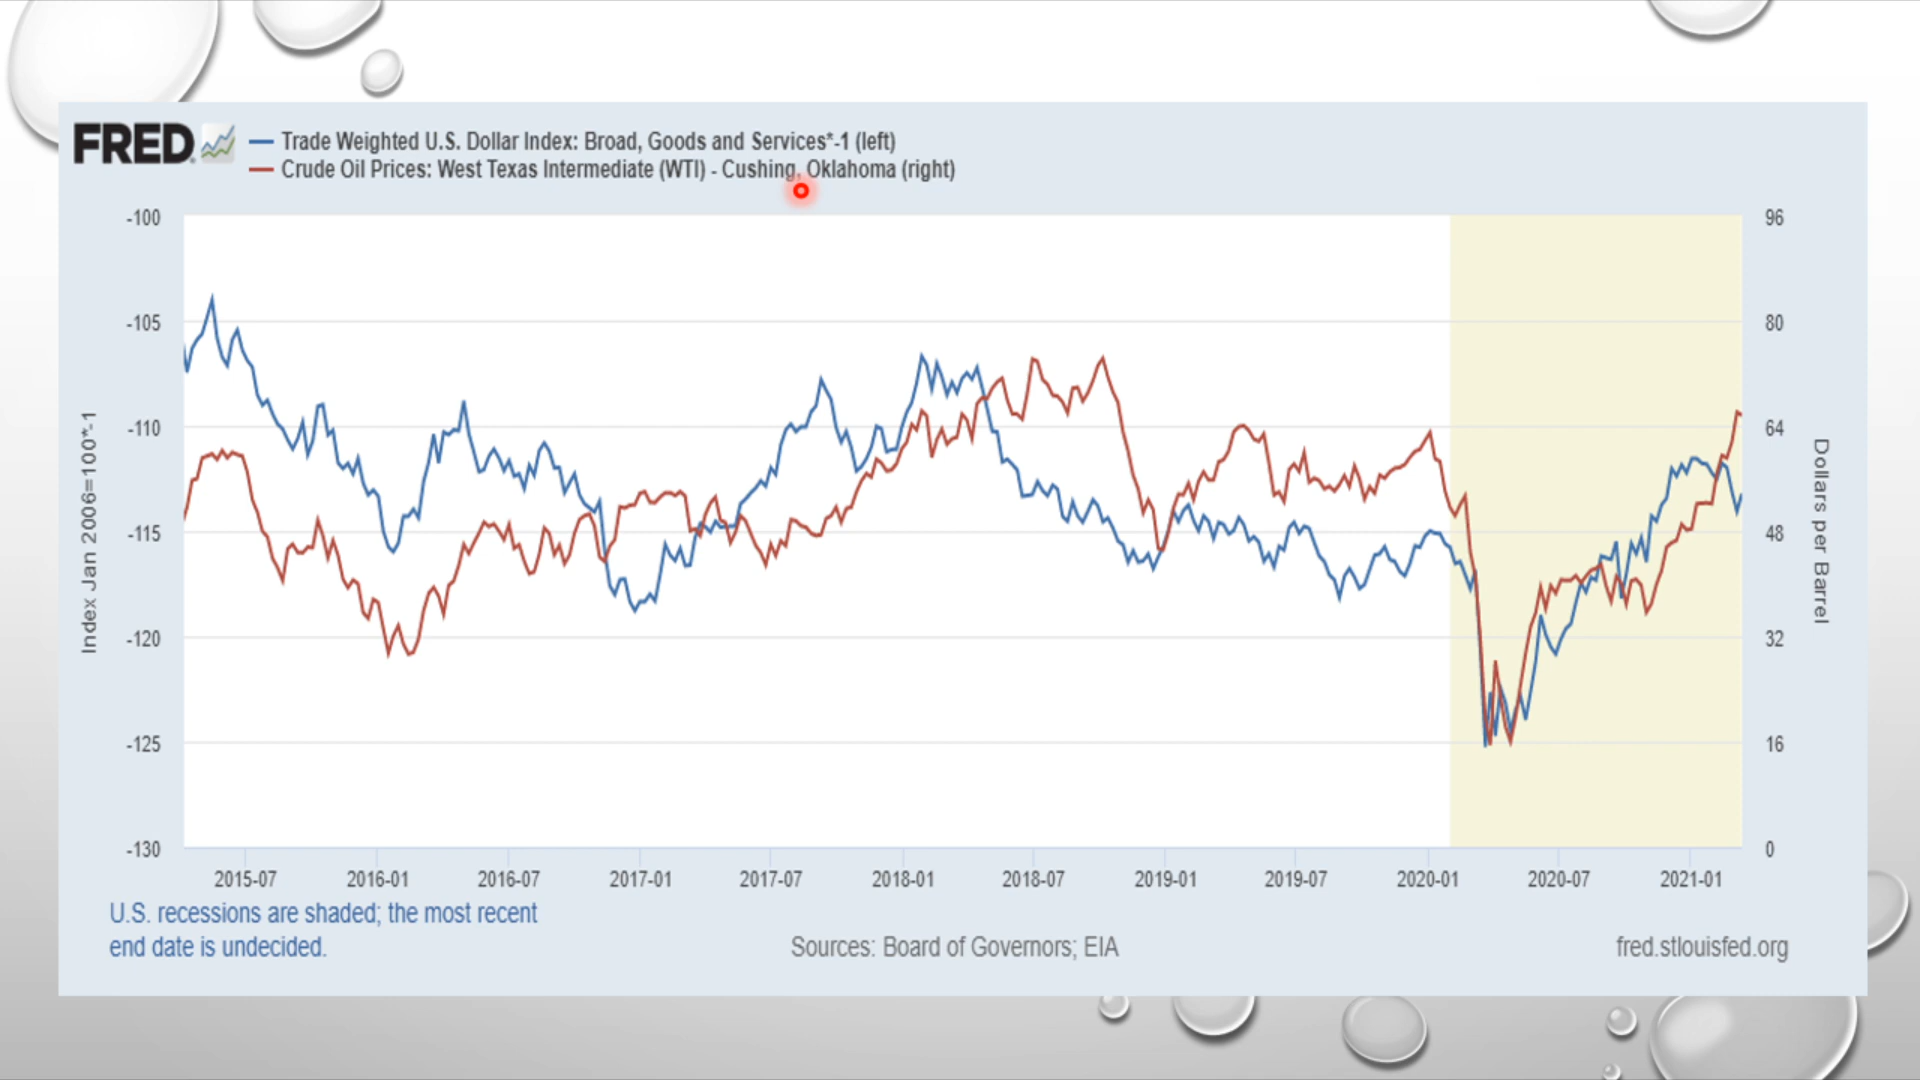 FRED
Trade Weighted U.S. Dollar Index: Broad, Goods and Services*-1 (left)
Crude Oil Prices: West Texas Intermediate (WTI) - Cushing, Oklahoma (right)
-100
-105
-110
-115
-120
-125
-130
Index Jan 2006=100*-1
96
80
64
48
32
16
0
Dollars per Barrel
2015-07 2016-01 2016-07 2017-01 2017-07 2018-01 2018-07 2019-01 2019-07 2020-01 2020-07 2021-01
U.S. recessions are shaded; the most recent
end date is undecided.
Sources: Board of Governors; EIA
fred.stlouisfed.org